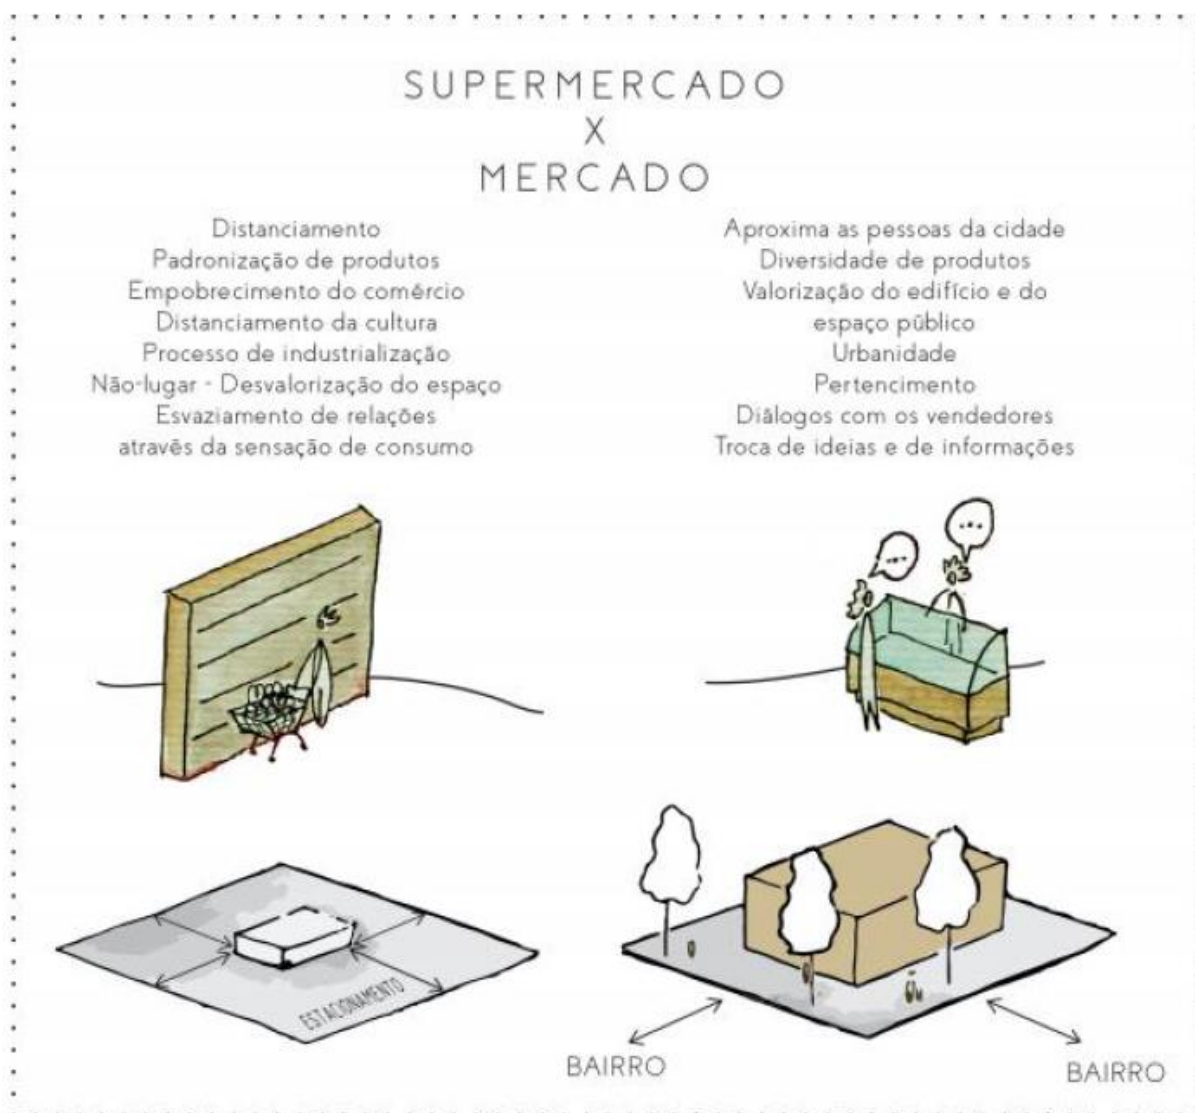 SUPERMERCADO
X
MERCADO
Distanciamento
Padronização de produtos
Empobrecimento do comércio
Distanciamento da cultura
Processo de industrialização
Não-lugar - Desvalorização do espaço
Esvaziamento de relações
através da sensação de consumo
Aproxima as pessoas da cidade
Diversidade de produtos
Valorização do edifício e do
espaço público
Urbanidade
Pertencimento
Diálogos com os vendedores
Troca de ideias e de informações
...
...
ESTACIONAMENTO
BAIRRO
BAIRRO